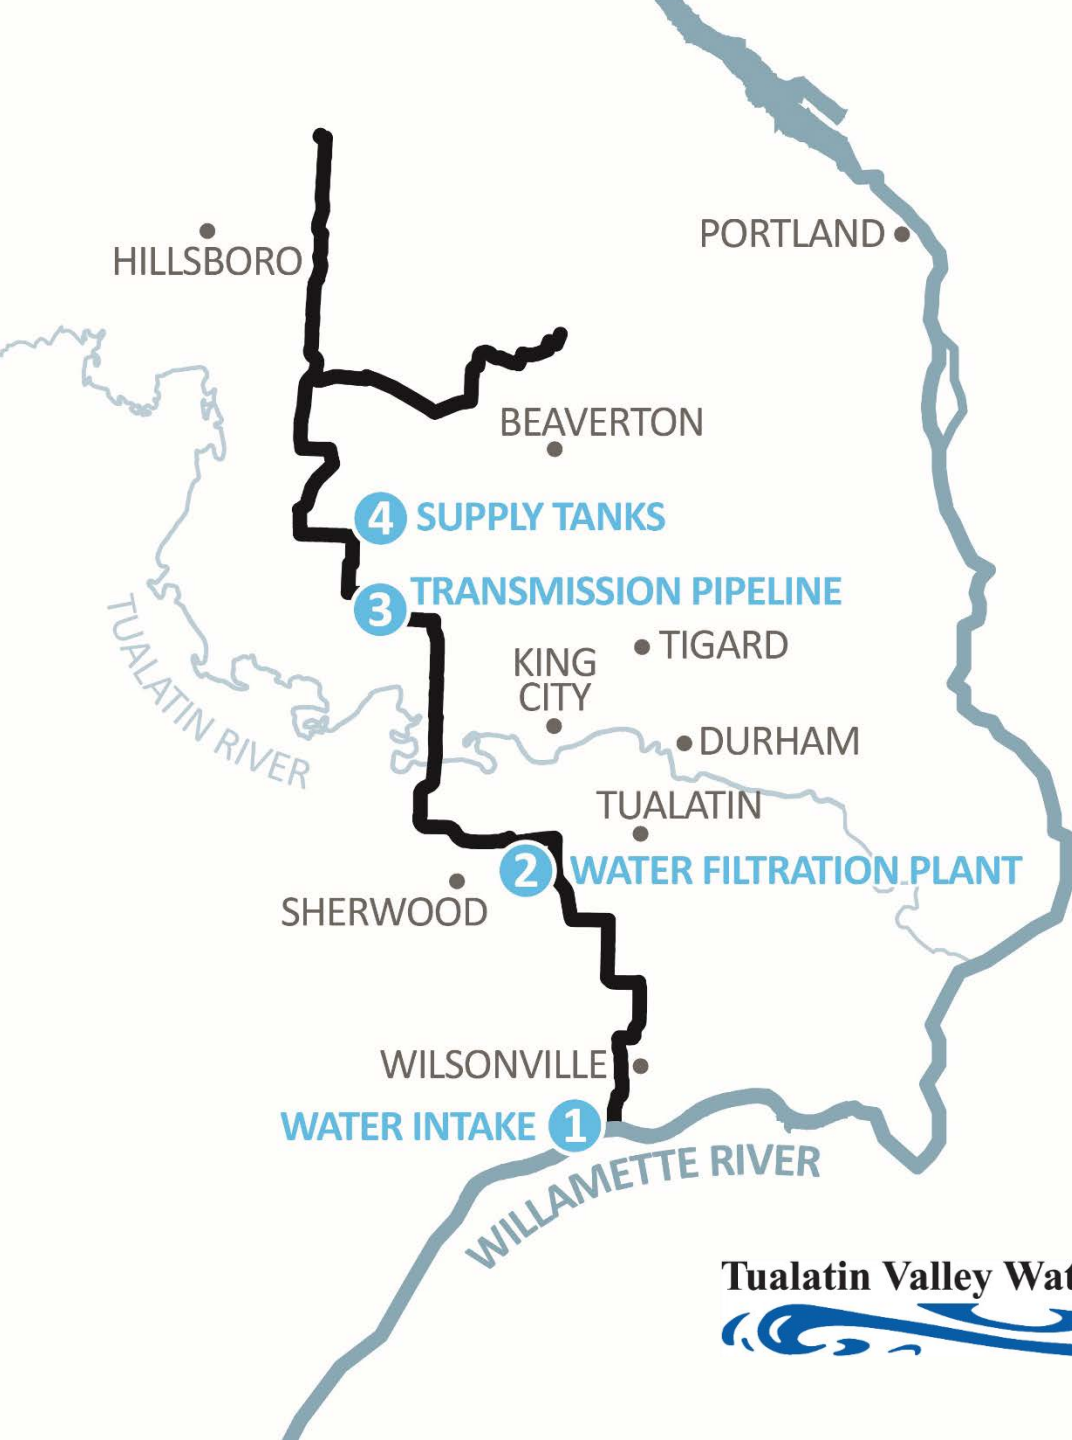 PORTLAND
HILLSBORO
BEAVERTON
4 SUPPLY TANKS
3 TRANSMISSION PIPELINE
TIGARD
KING
CITY
TUALATIN RIVER
DURHAM
TUALATIN
2 WATER FILTRATION PLANT
SHERWOOD
WILSONVILLE
WATER INTAKE 1
WILLAMETTE RIVER
Tualatin Valley